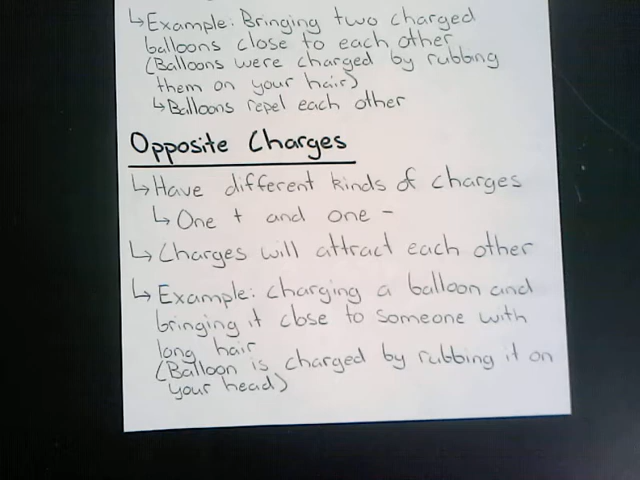 ↳Example: Bringing two charged
balloons close to each other
(Balloons were charged by rubbing
them on your hair)
↳Balloons repel each other
Opposite Charges
↳Have different kinds of charges
↳One + and one -
↳Charges will attract each other
↳Example: charging a balloon and
bringing it close to someone with
long hair
(Balloon is charged by rubbing it on
your head)